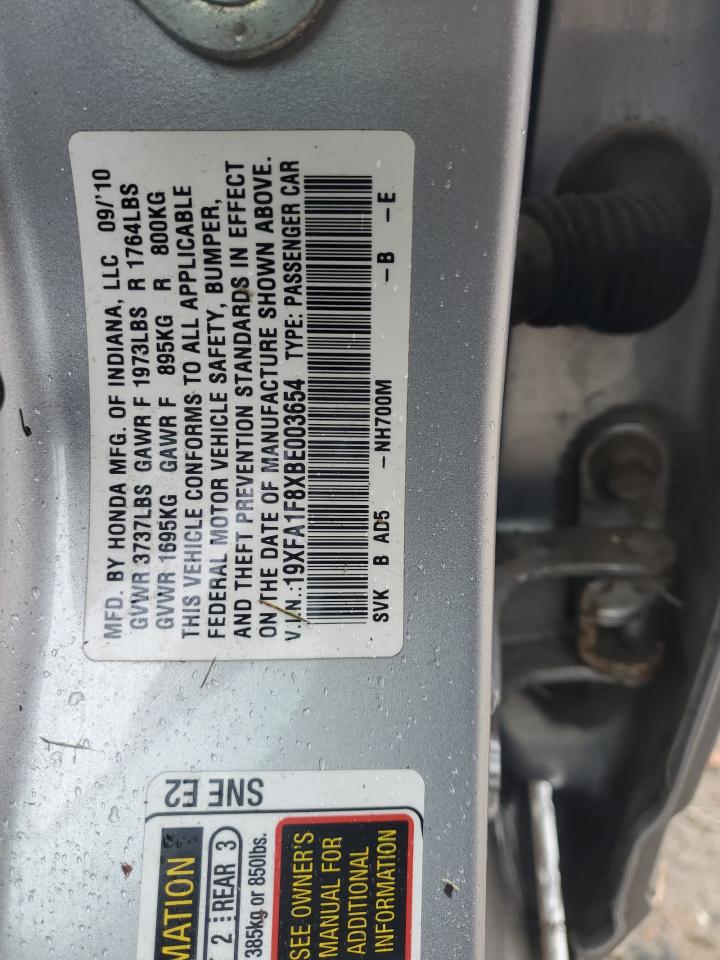 MFD. BY HONDA MFG. OF INDIANA, LLC 09/'10
GVWR 3737LBS GAWR F 1973LBS R 1764LBS
GVWR 1695KG GAWR F 895KG R 800KG
THIS VEHICLE CONFORMS TO ALL APPLICABLE
FEDERAL MOTOR VEHICLE SAFETY, BUMPER,
AND THEFT PREVENTION STANDARDS IN EFFECT
ON THE DATE OF MANUFACTURE SHOWN ABOVE.
V.I.N.:19XFA1F8XBE003654 TYPE: PASSENGER CAR
SVK B AD5 -NH700M -B -E
SNE E2
MATION
2 REAR 3
385kg or 850lbs.
SEE OWNER'S
MANUAL FOR
ADDITIONAL
INFORMATION